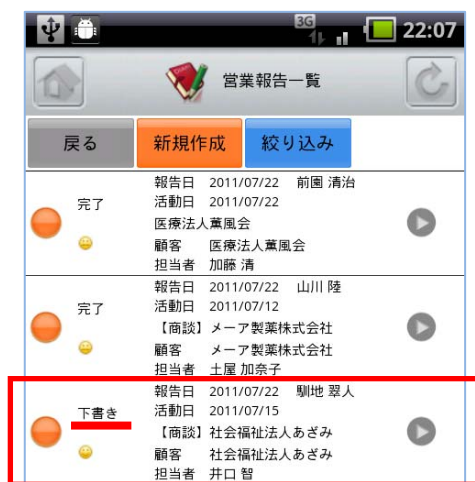 3G 22:07
営業報告一覧
戻る 新規作成 絞り込み
報告日 2011/07/22 前園 清治
完了 活動日 2011/07/22
医療法人薫風会
顧客 医療法人薫風会
担当者 加藤 清
報告日 2011/07/22 山川 陸
完了 活動日 2011/07/12
【商談】メーア製薬株式会社
顧客 メーア製薬株式会社
担当者 土屋 加奈子
報告日 2011/07/22 馴地 翠人
下書き 活動日 2011/07/15
【商談】社会福祉法人あざみ
顧客 社会福祉法人あざみ
担当者 井口 智